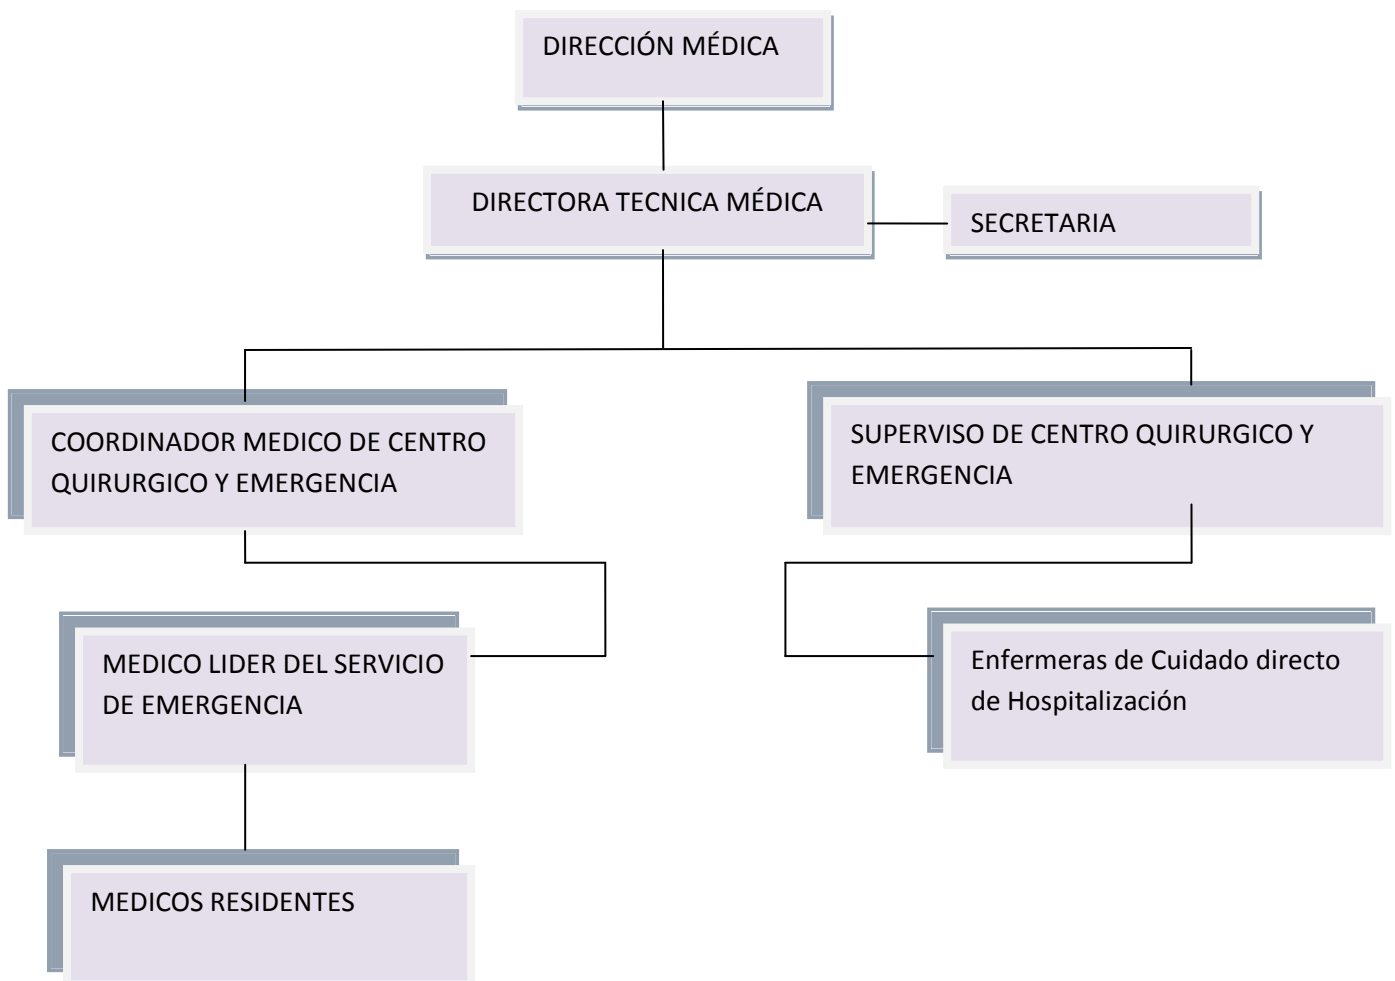 DIRECCIÓN MÉDICA
DIRECTORA TECNICA MÉDICA
SECRETARIA
COORDINADOR MEDICO DE CENTRO
QUIRURGICO Y EMERGENCIA
SUPERVISO DE CENTRO QUIRURGICO Y
EMERGENCIA
MEDICO LIDER DEL SERVICIO
DE EMERGENCIA
Enfermeras de Cuidado directo
de Hospitalización
MEDICOS RESIDENTES